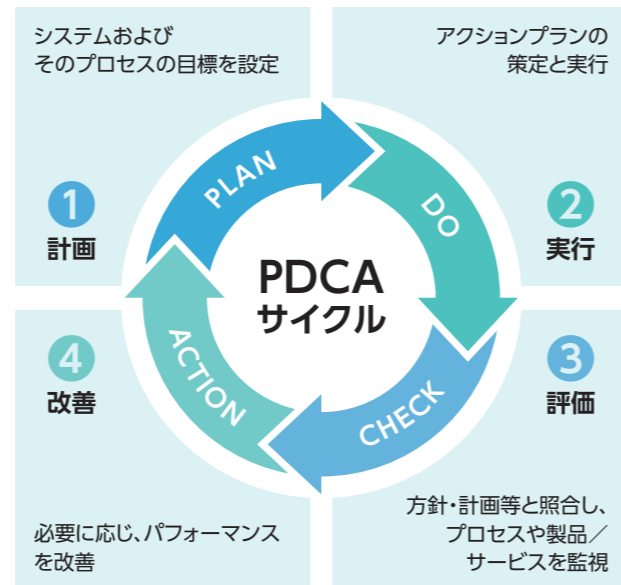 システムおよび
そのプロセスの目標を設定
PLAN
1
計画
アクションプランの
策定と実行
DO
2
実行
PDCA
サイクル
3
評価
CHECK
方針・計画等と照合し、
プロセスや製品／
サービスを監視
4
改善
ACTION
必要に応じ、パフォーマンス
を改善